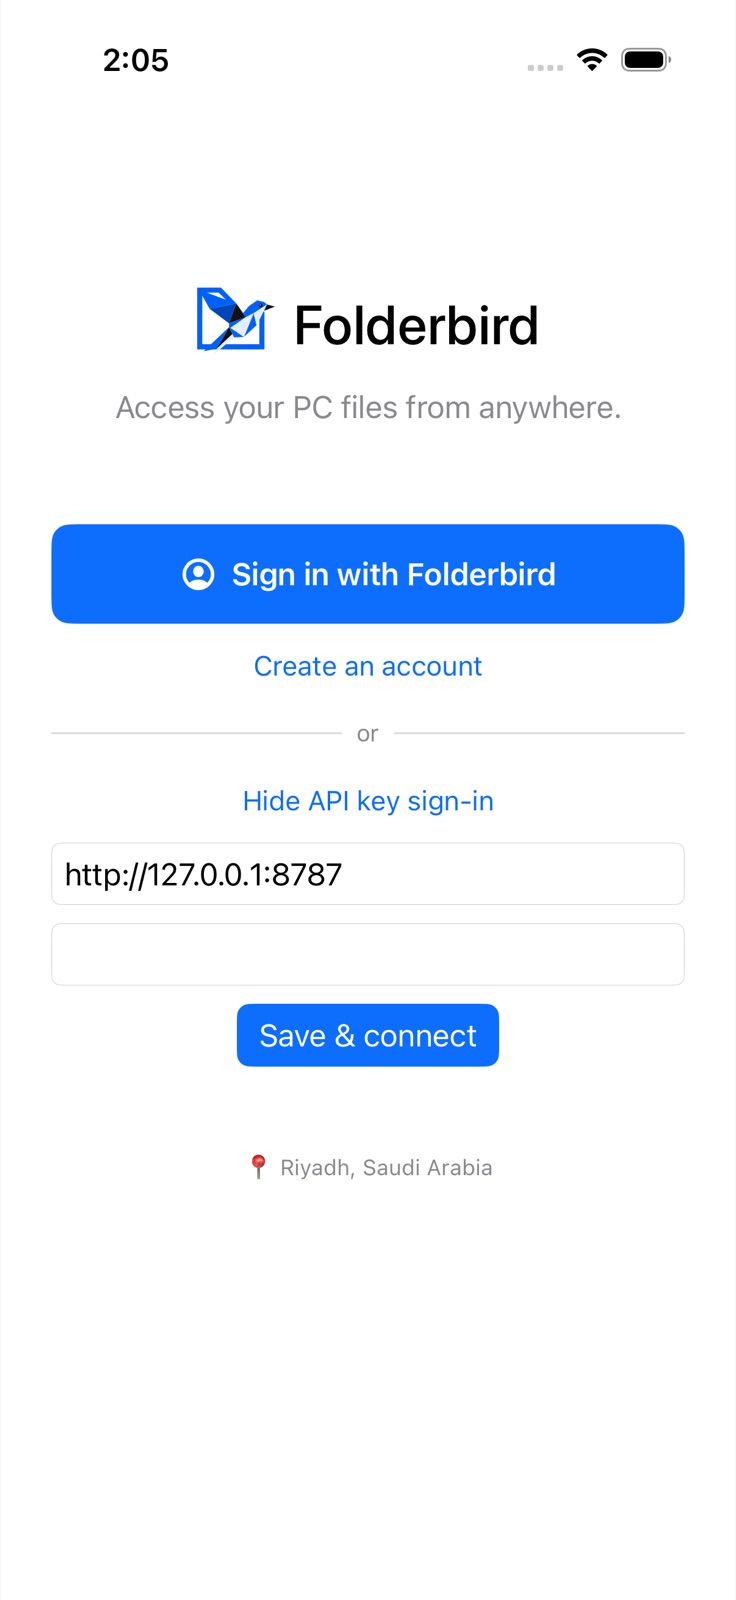 2:05
Folderbird
Access your PC files from anywhere.
Sign in with Folderbird
Create an account
or
Hide API key sign-in
http://127.0.0.1:8787
Save & connect
📍 Riyadh, Saudi Arabia